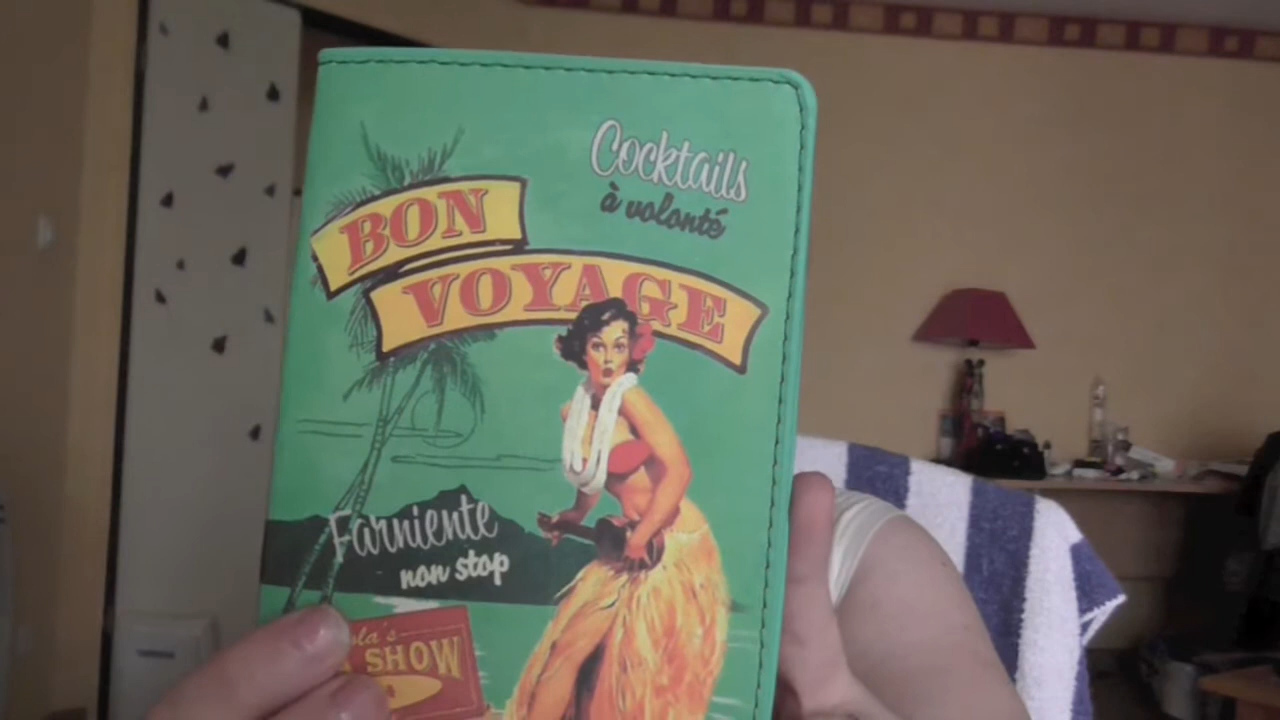 Cocktails
à volonté
BON
VOYAGE
Farniente
non stop
SHOW